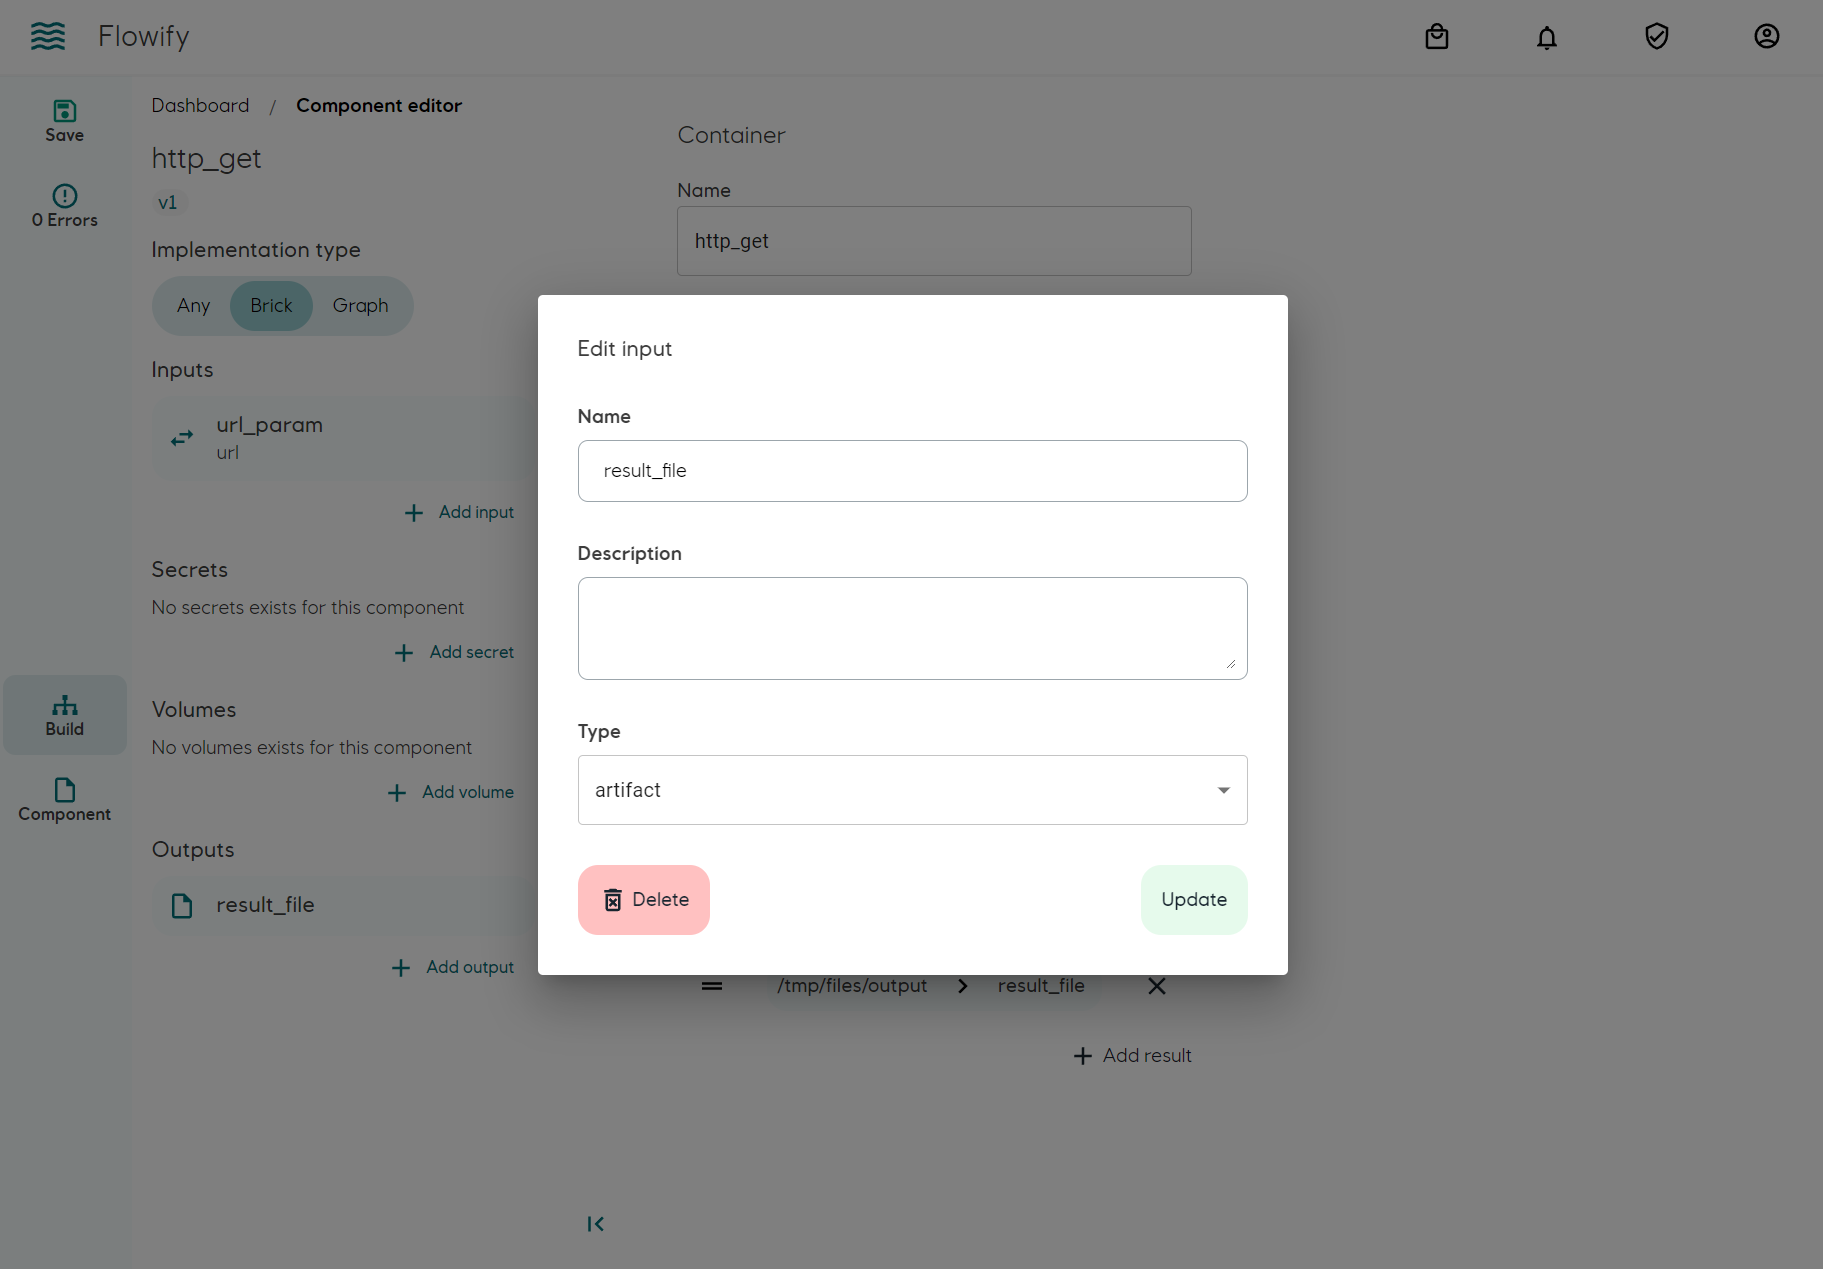 Flowify
Save
0 Errors
Build
Component
Dashboard / Component editor
http_get
v1
Implementation type
Any Brick Graph
Inputs
url_param
url
Add input
Secrets
No secrets exists for this component
Add secret
Volumes
No volumes exists for this component
Add volume
Outputs
result_file
Add output
Container
Name
http_get
Edit input
Name
result_file
Description
Type
artifact
Delete
Update
/tmp/files/output result_file
Add result